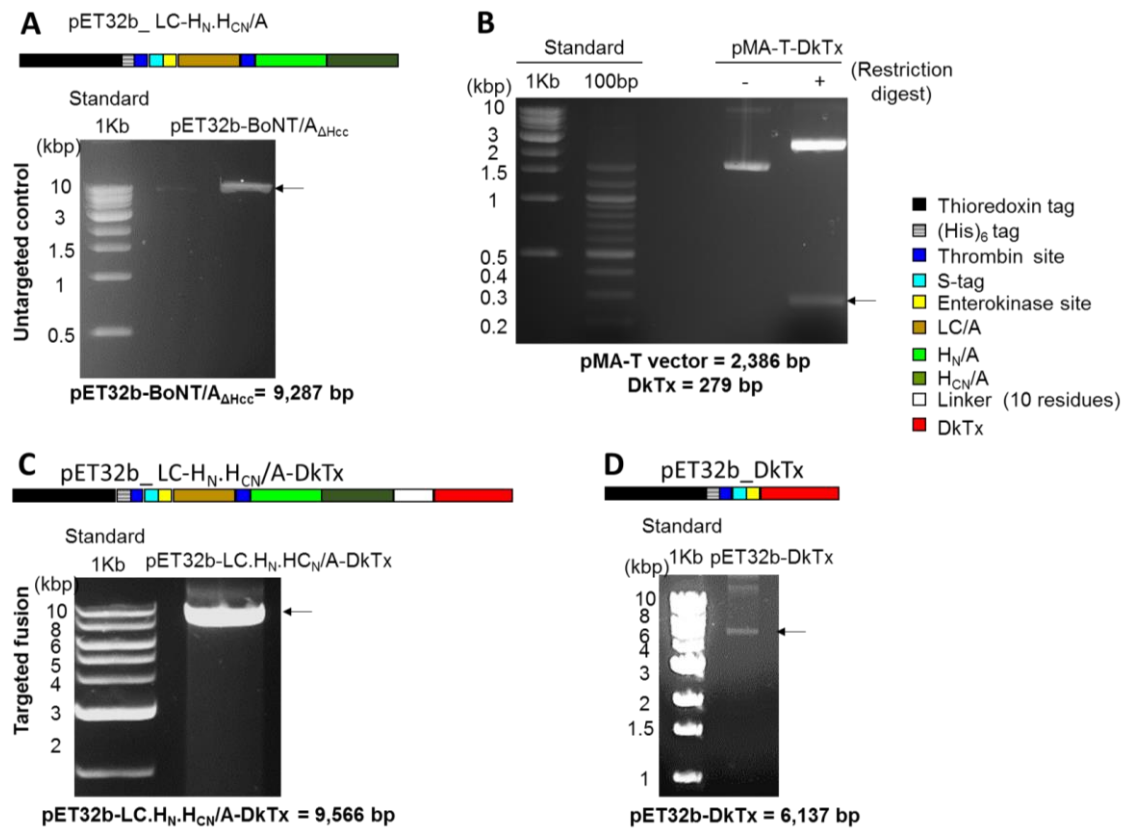 A
pET32b_ LC-HN.HCN/A
Standard
1Kb
pET32b-BoNT/AΔHcc
(kbp)
10
3
1.5
1
0.5
Untargeted control
pET32b-BoNT/AΔHcc= 9,287 bp
B
Standard
pMA-T-DkTx
1Kb
100bp
-
+
(Restriction
digest)
(kbp)
10
3
2
1.5
1
0.5
0.4
0.3
0.2
pMA-T vector = 2,386 bp
DkTx = 279 bp
Thioredoxin tag
(His)6 tag
Thrombin site
S-tag
Enterokinase site
LC/A
HN/A
HCN/A
Linker (10 residues)
DkTx
C
pET32b_ LC-HN.HCN/A-DkTx
Standard
1Kb
pET32b-LC.HN.HCN/A-DkTx
(kbp)
10
8
6
5
4
3
2
Targeted fusion
pET32b-LC.HN.HCN/A-DkTx = 9,566 bp
D
pET32b_DkTx
Standard
1Kb
pET32b-DkTx
(kbp)
10
8
6
4
3
2
1.5
1
pET32b-DkTx = 6,137 bp